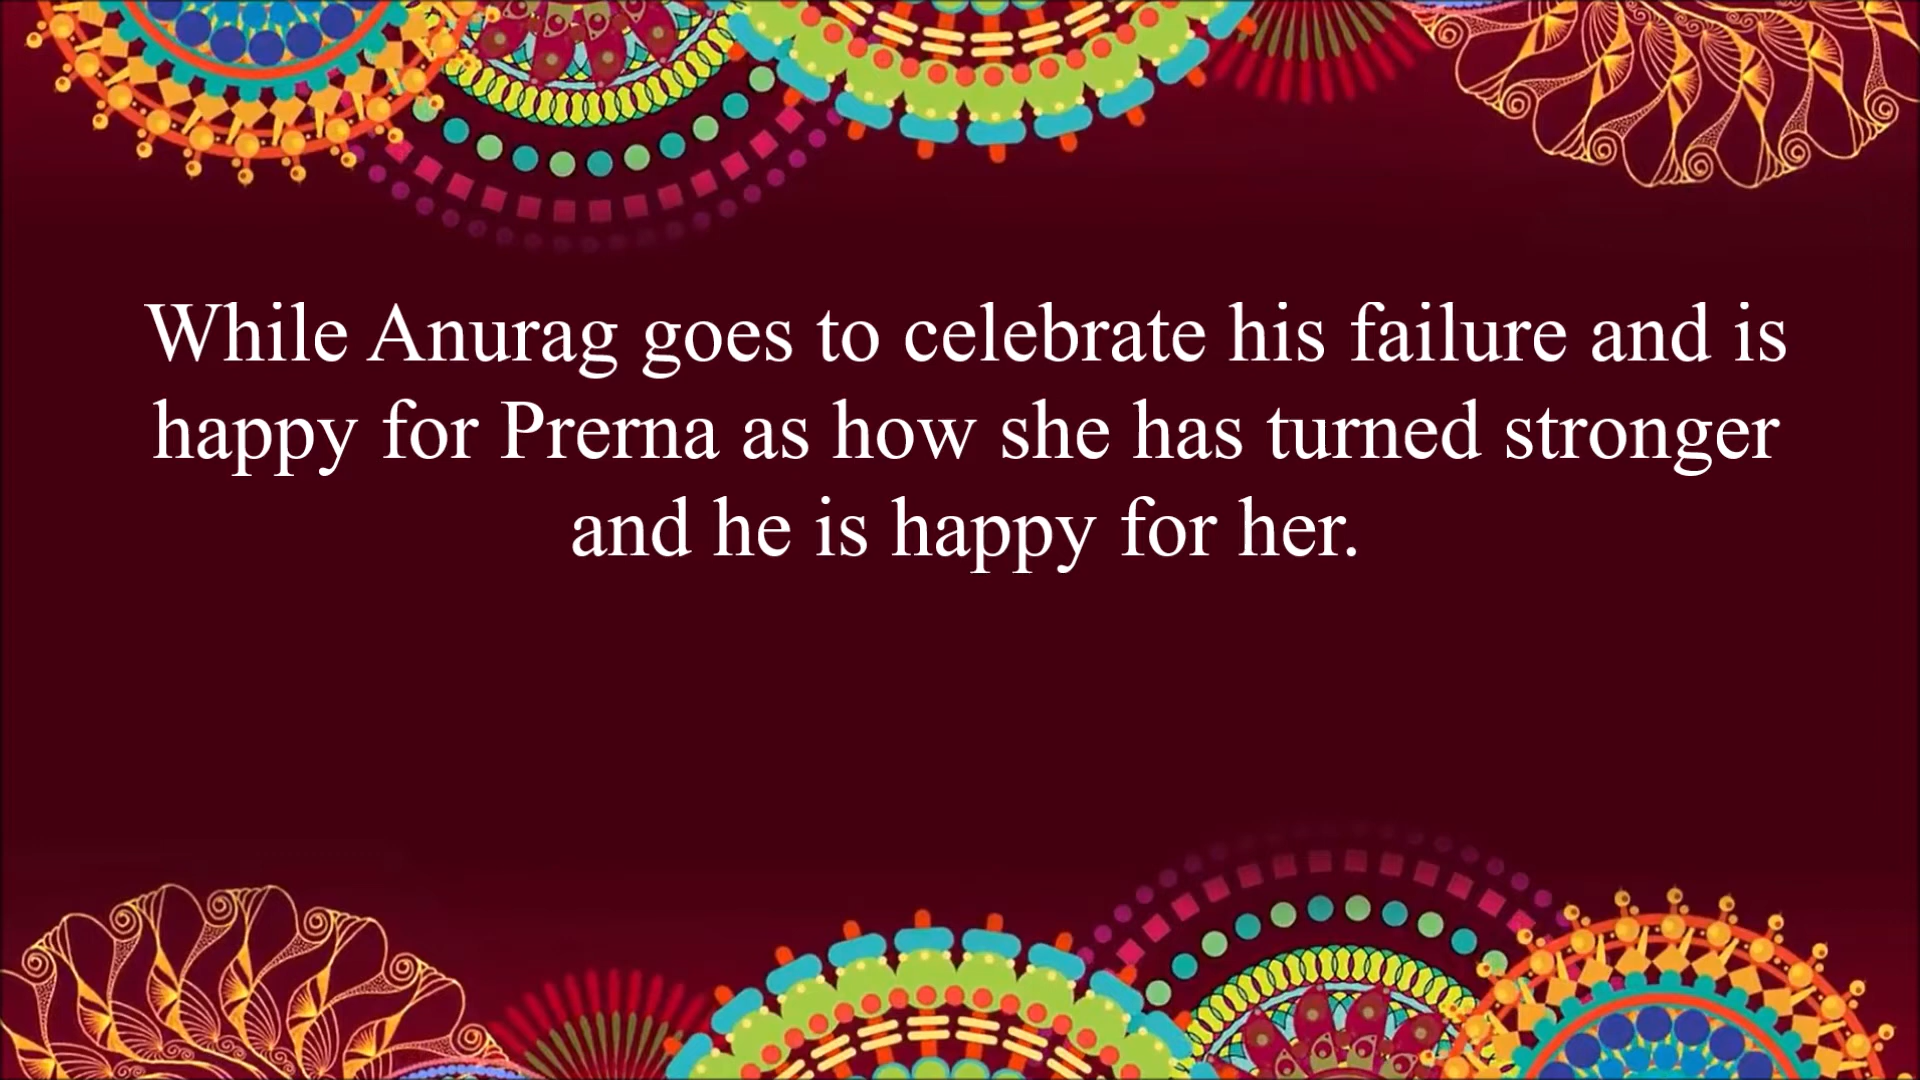 While Anurag goes to celebrate his failure and is
happy for Prerna as how she has turned stronger
and he is happy for her.